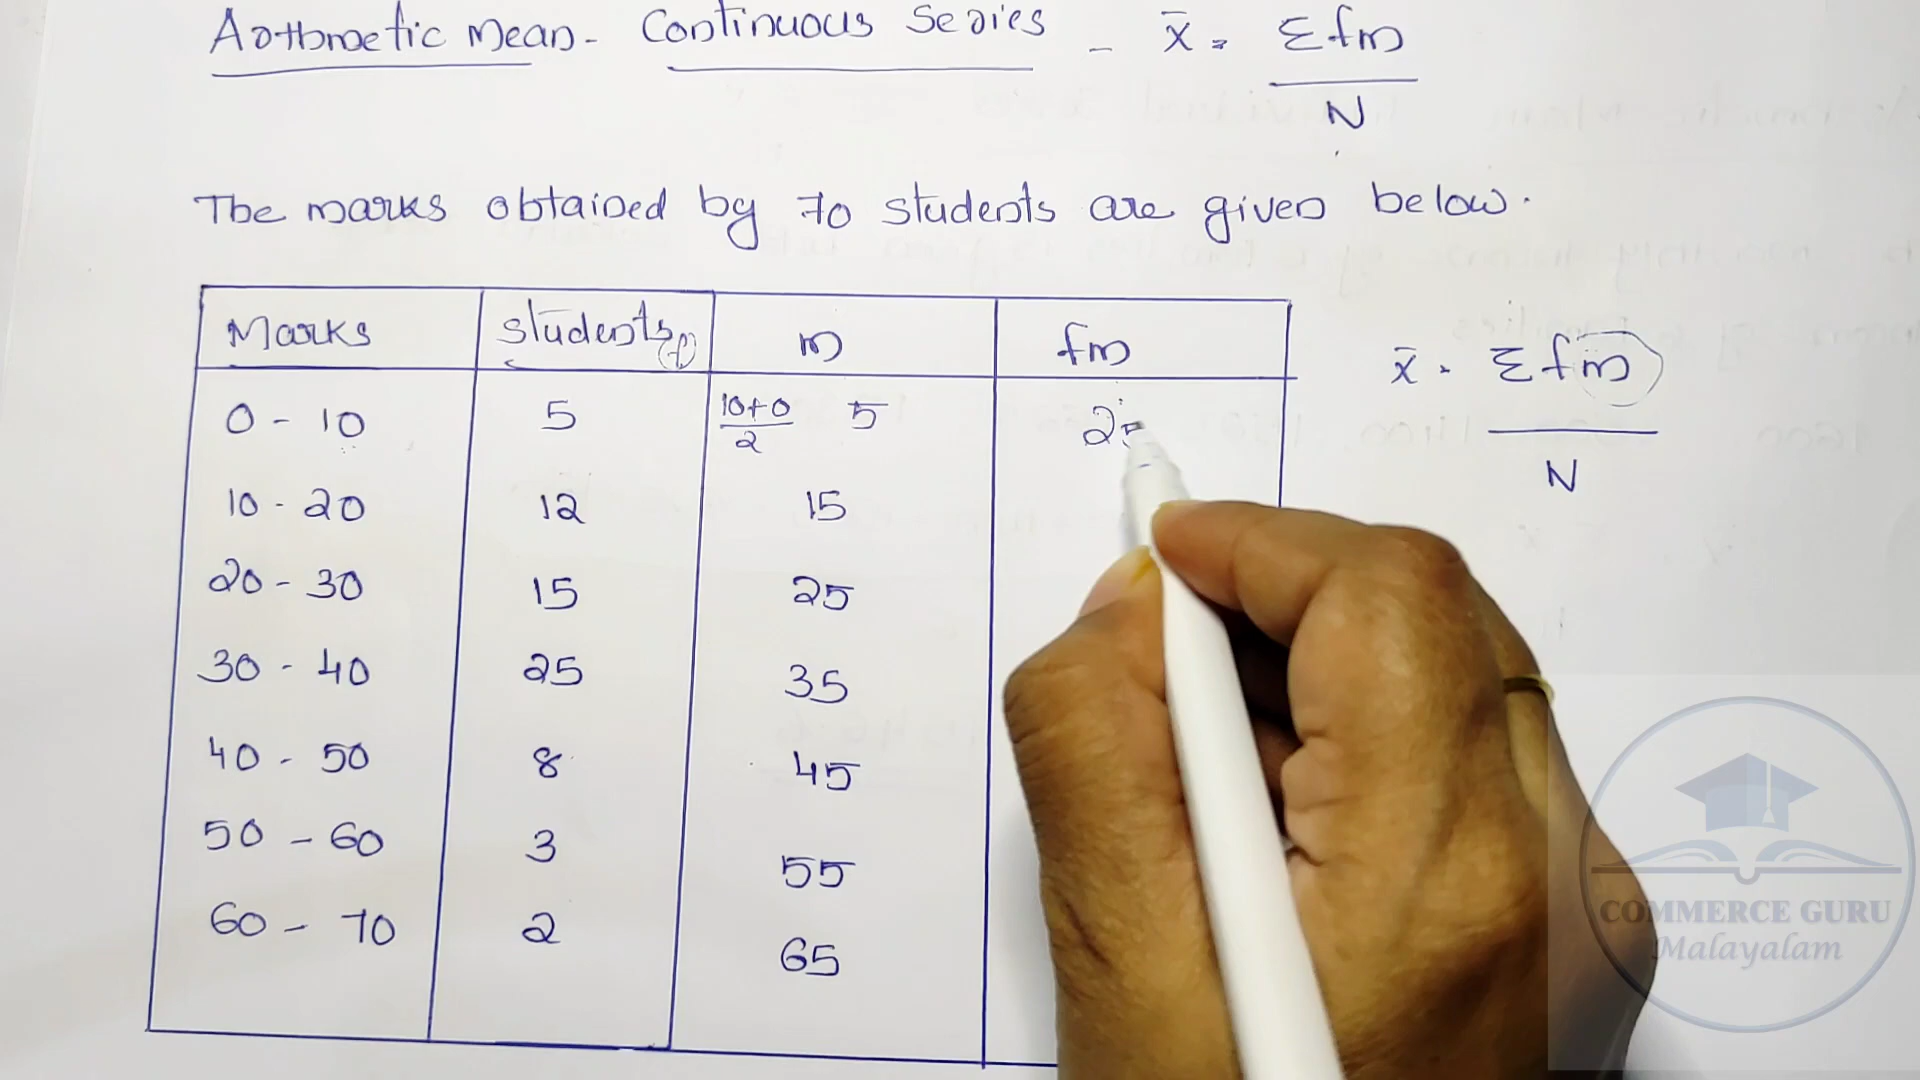 Arithmetic Mean - Continuous Series - x̄ = Σfm / N
The marks obtained by 70 students are given below.
Marks students (f) m fm
0 - 10 5 10+0/2 5 25
10 - 20 12 15
20 - 30 15 25
30 - 40 25 35
40 - 50 8 45
50 - 60 3 55
60 - 70 2 65
x̄ = Σfm / N
COMMERCE GURU
Malayalam